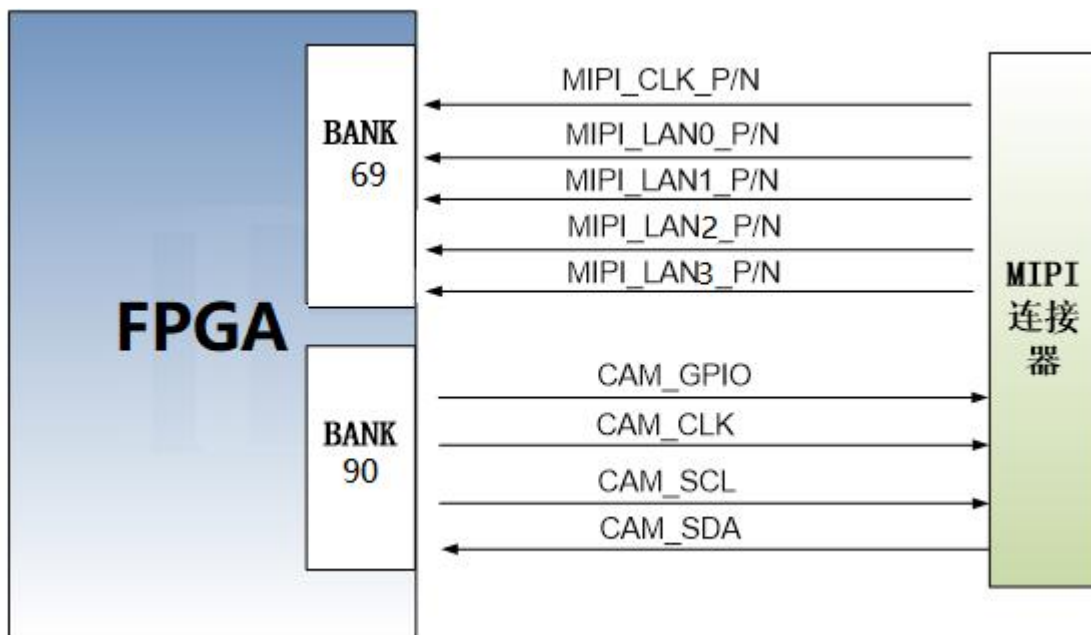 FPGA
BANK
69
BANK
90
MIPI_CLK_P/N
MIPI_LAN0_P/N
MIPI_LAN1_P/N
MIPI_LAN2_P/N
MIPI_LAN3_P/N
CAM_GPIO
CAM_CLK
CAM_SCL
CAM_SDA
MIPI
连接
器